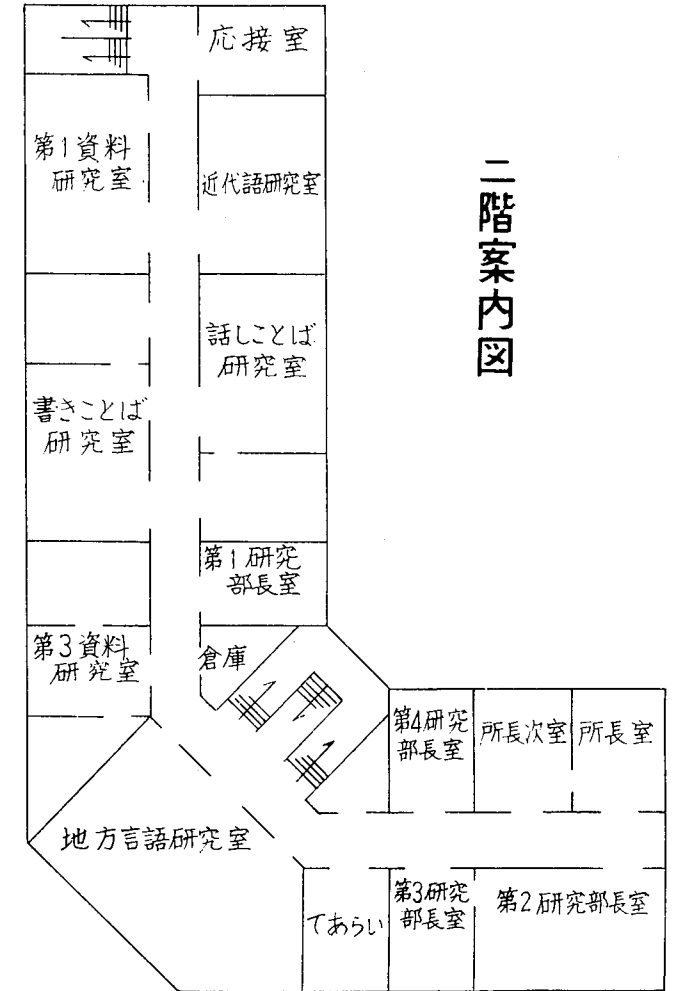 二階案内図
応接室
第1資料
研究室
近代語研究室
話しことば
研究室
書きことば
研究室
第1研究
部長室
第3資料
研究室
倉庫
第4研究
部長室
所長次室
所長室
地方言語研究室
てあらい
第3研究
部長室
第2研究部長室